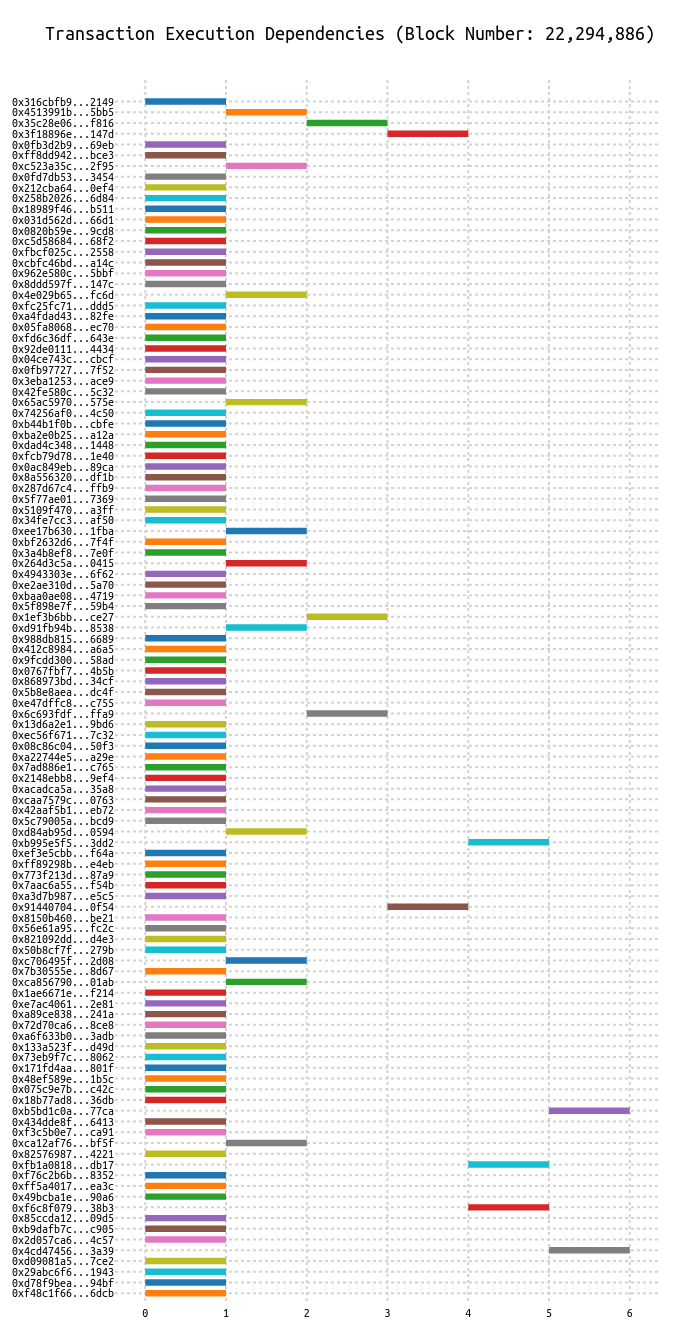 Transaction Execution Dependencies (Block Number: 22,294,886)
0x316cbfb9...2149
0x4513991b...5bb5
0x35c28e06...f816
0x3f18896e...147d
0x0fb3d2b9...69eb
0xff8dd942...bce3
0xc523a35c...2f95
0x0fd7db53...3454
0x212cba64...0ef4
0x258b2026...6d84
0x18989f46...b511
0x031d562d...66d1
0x0820b59e...9cd8
0xc5d58684...68f2
0xfbcf025c...2558
0xcbfc46bd...a14c
0x962e580c...5bbf
0x8ddd597f...147c
0x4e029b65...fc6d
0xfc25fc71...ddd5
0xa4fdad43...82fe
0x05fa8068...ec70
0xfd6c36df...643e
0x92de0111...4434
0x04ce743c...cbcf
0x0fb97727...7f52
0x3eba1253...ace9
0x42fe580c...5c32
0x65ac5970...575e
0x74256af0...4c50
0xb44b1f0b...cbfe
0xba2e0b25...a12a
0xdad4c348...1448
0xfcb79d78...1e40
0x0ac849eb...89ca
0x8a556320...df1b
0x287d67c4...ffb9
0x5f77ae01...7369
0x5109f470...a3ff
0x34fe7cc3...af50
0xee17b630...1fba
0xbf2632d6...7f4f
0x3a4b8ef8...7e0f
0x264d3c5a...0415
0x4943303e...6f62
0xe2ae310d...5a70
0xbaa0ae08...4719
0x5f898e7f...59b4
0x1ef3b6bb...ce27
0xd91fb94b...8538
0x988db815...6689
0x412c8984...a6a5
0x9fcdd300...58ad
0x0767fbf7...4b5b
0x868973bd...34cf
0x5b8e8aea...dc4f
0xe47dffc8...c755
0x6c693fdf...ffa9
0x13d6a2e1...9bd6
0xec56f671...7c32
0x08c86c04...50f3
0xa22744e5...a29e
0x7ad886e1...c765
0x2148ebb8...9ef4
0xacadca5a...35a8
0xcaa7579c...0763
0x42aaf5b1...eb72
0x5c79005a...bcd9
0xd84ab95d...0594
0xb995e5f5...3dd2
0xef3e5cbb...f64a
0xff89298b...e4eb
0x773f213d...87a9
0x7aac6a55...f54b
0xa3d7b987...e5c5
0x91440704...0f54
0x8150b460...be21
0x56e61a95...fc2c
0x821092dd...d4e3
0x50b8cf7f...279b
0xc706495f...2d08
0x7b30555e...8d67
0xca856790...01ab
0x1ae6671e...f214
0xe7ac4061...2e81
0xa89ce838...241a
0x72d70ca6...8ce8
0xa6f633b0...3adb
0x133a523f...d49d
0x73eb9f7c...8062
0x171fd4aa...801f
0x48ef589e...1b5c
0x075c9e7b...c42c
0x18b77ad8...36db
0xb5bd1c0a...77ca
0x434dde8f...6413
0xf3c5b0e7...ca91
0xca12af76...bf5f
0x82576987...4221
0xfb1a0818...db17
0xf76c2b6b...8352
0xff5a4017...ea3c
0x49bcba1e...90a6
0xf6c8f079...38b3
0x85ccda12...09d5
0xb9dafb7c...c905
0x2d057ca6...4c57
0x4cd47456...3a39
0xd09081a5...7ce2
0x29abc6f6...1943
0xd78f9bea...94bf
0xf48c1f66...6dcb
0 1 2 3 4 5 6